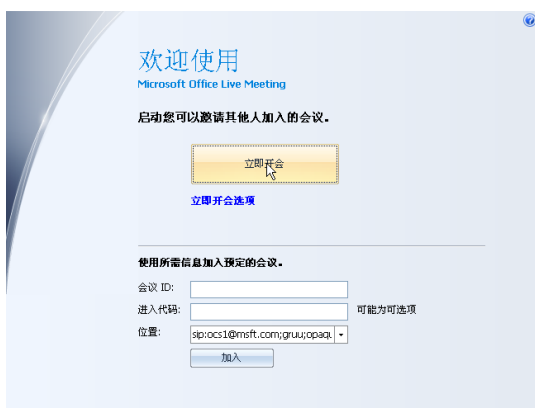 欢迎使用
Microsoft Office Live Meeting
启动您可以邀请其他人加入的会议。
立即开会
立即开会选项
使用所需信息加入预定的会议。
会议 ID:
进入代码: 可能为可选项
位置: sip:ocs1@msft.com;gruu;opaqu
加入